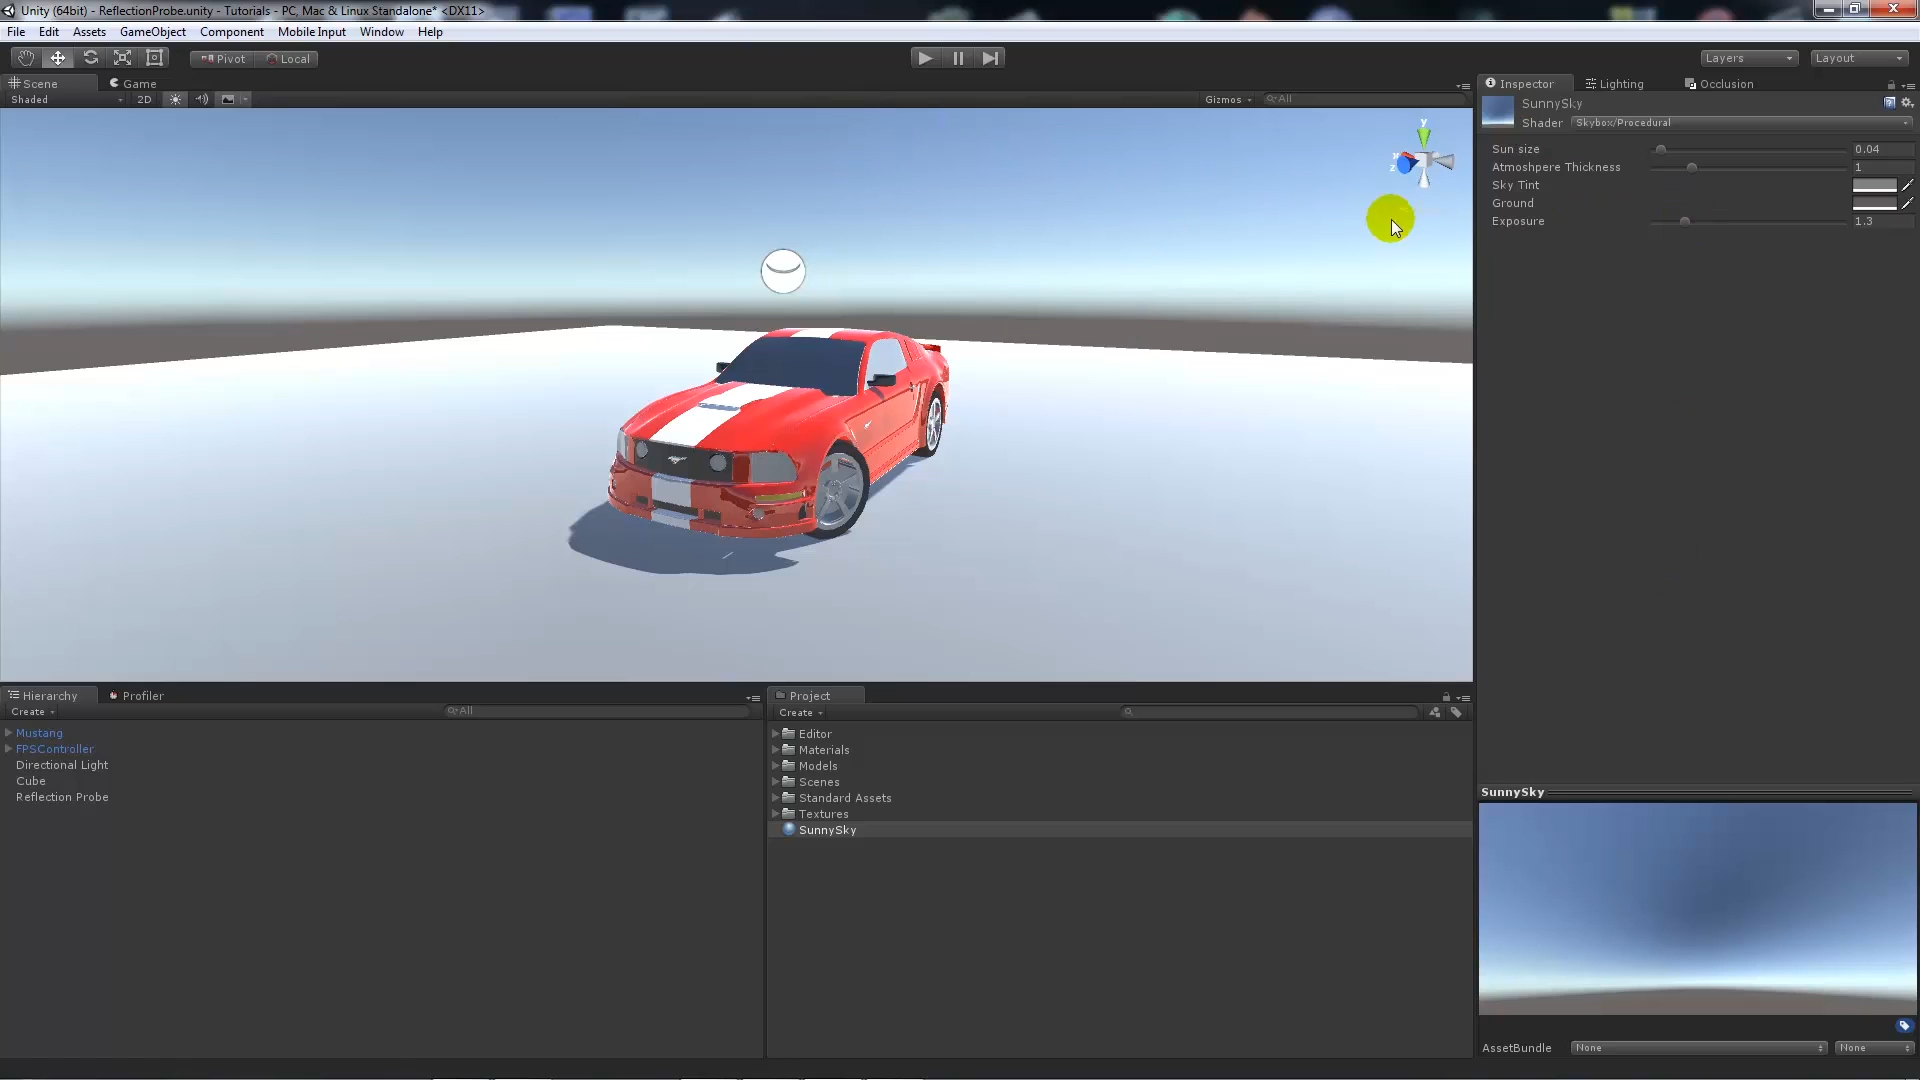 Unity (64bit) - ReflectionProbe.unity - Tutorials - PC, Mac & Linux Standalone* <DX11>
File Edit Assets GameObject Component Mobile Input Window Help
Pivot Local Layers Layout
Scene Game
Shaded 2D Gizmos All
y
z
Inspector Lighting Occlusion
SunnySky
Shader Skybox/Procedural
Sun size 0.04
Atmoshpere Thickness 1
Sky Tint
Ground
Exposure 1.3
Hierarchy Profiler
Create All
Mustang
FPSController
Directional Light
Cube
Reflection Probe
Project
Create
Editor
Materials
Models
Scenes
Standard Assets
Textures
SunnySky
SunnySky
AssetBundle None None